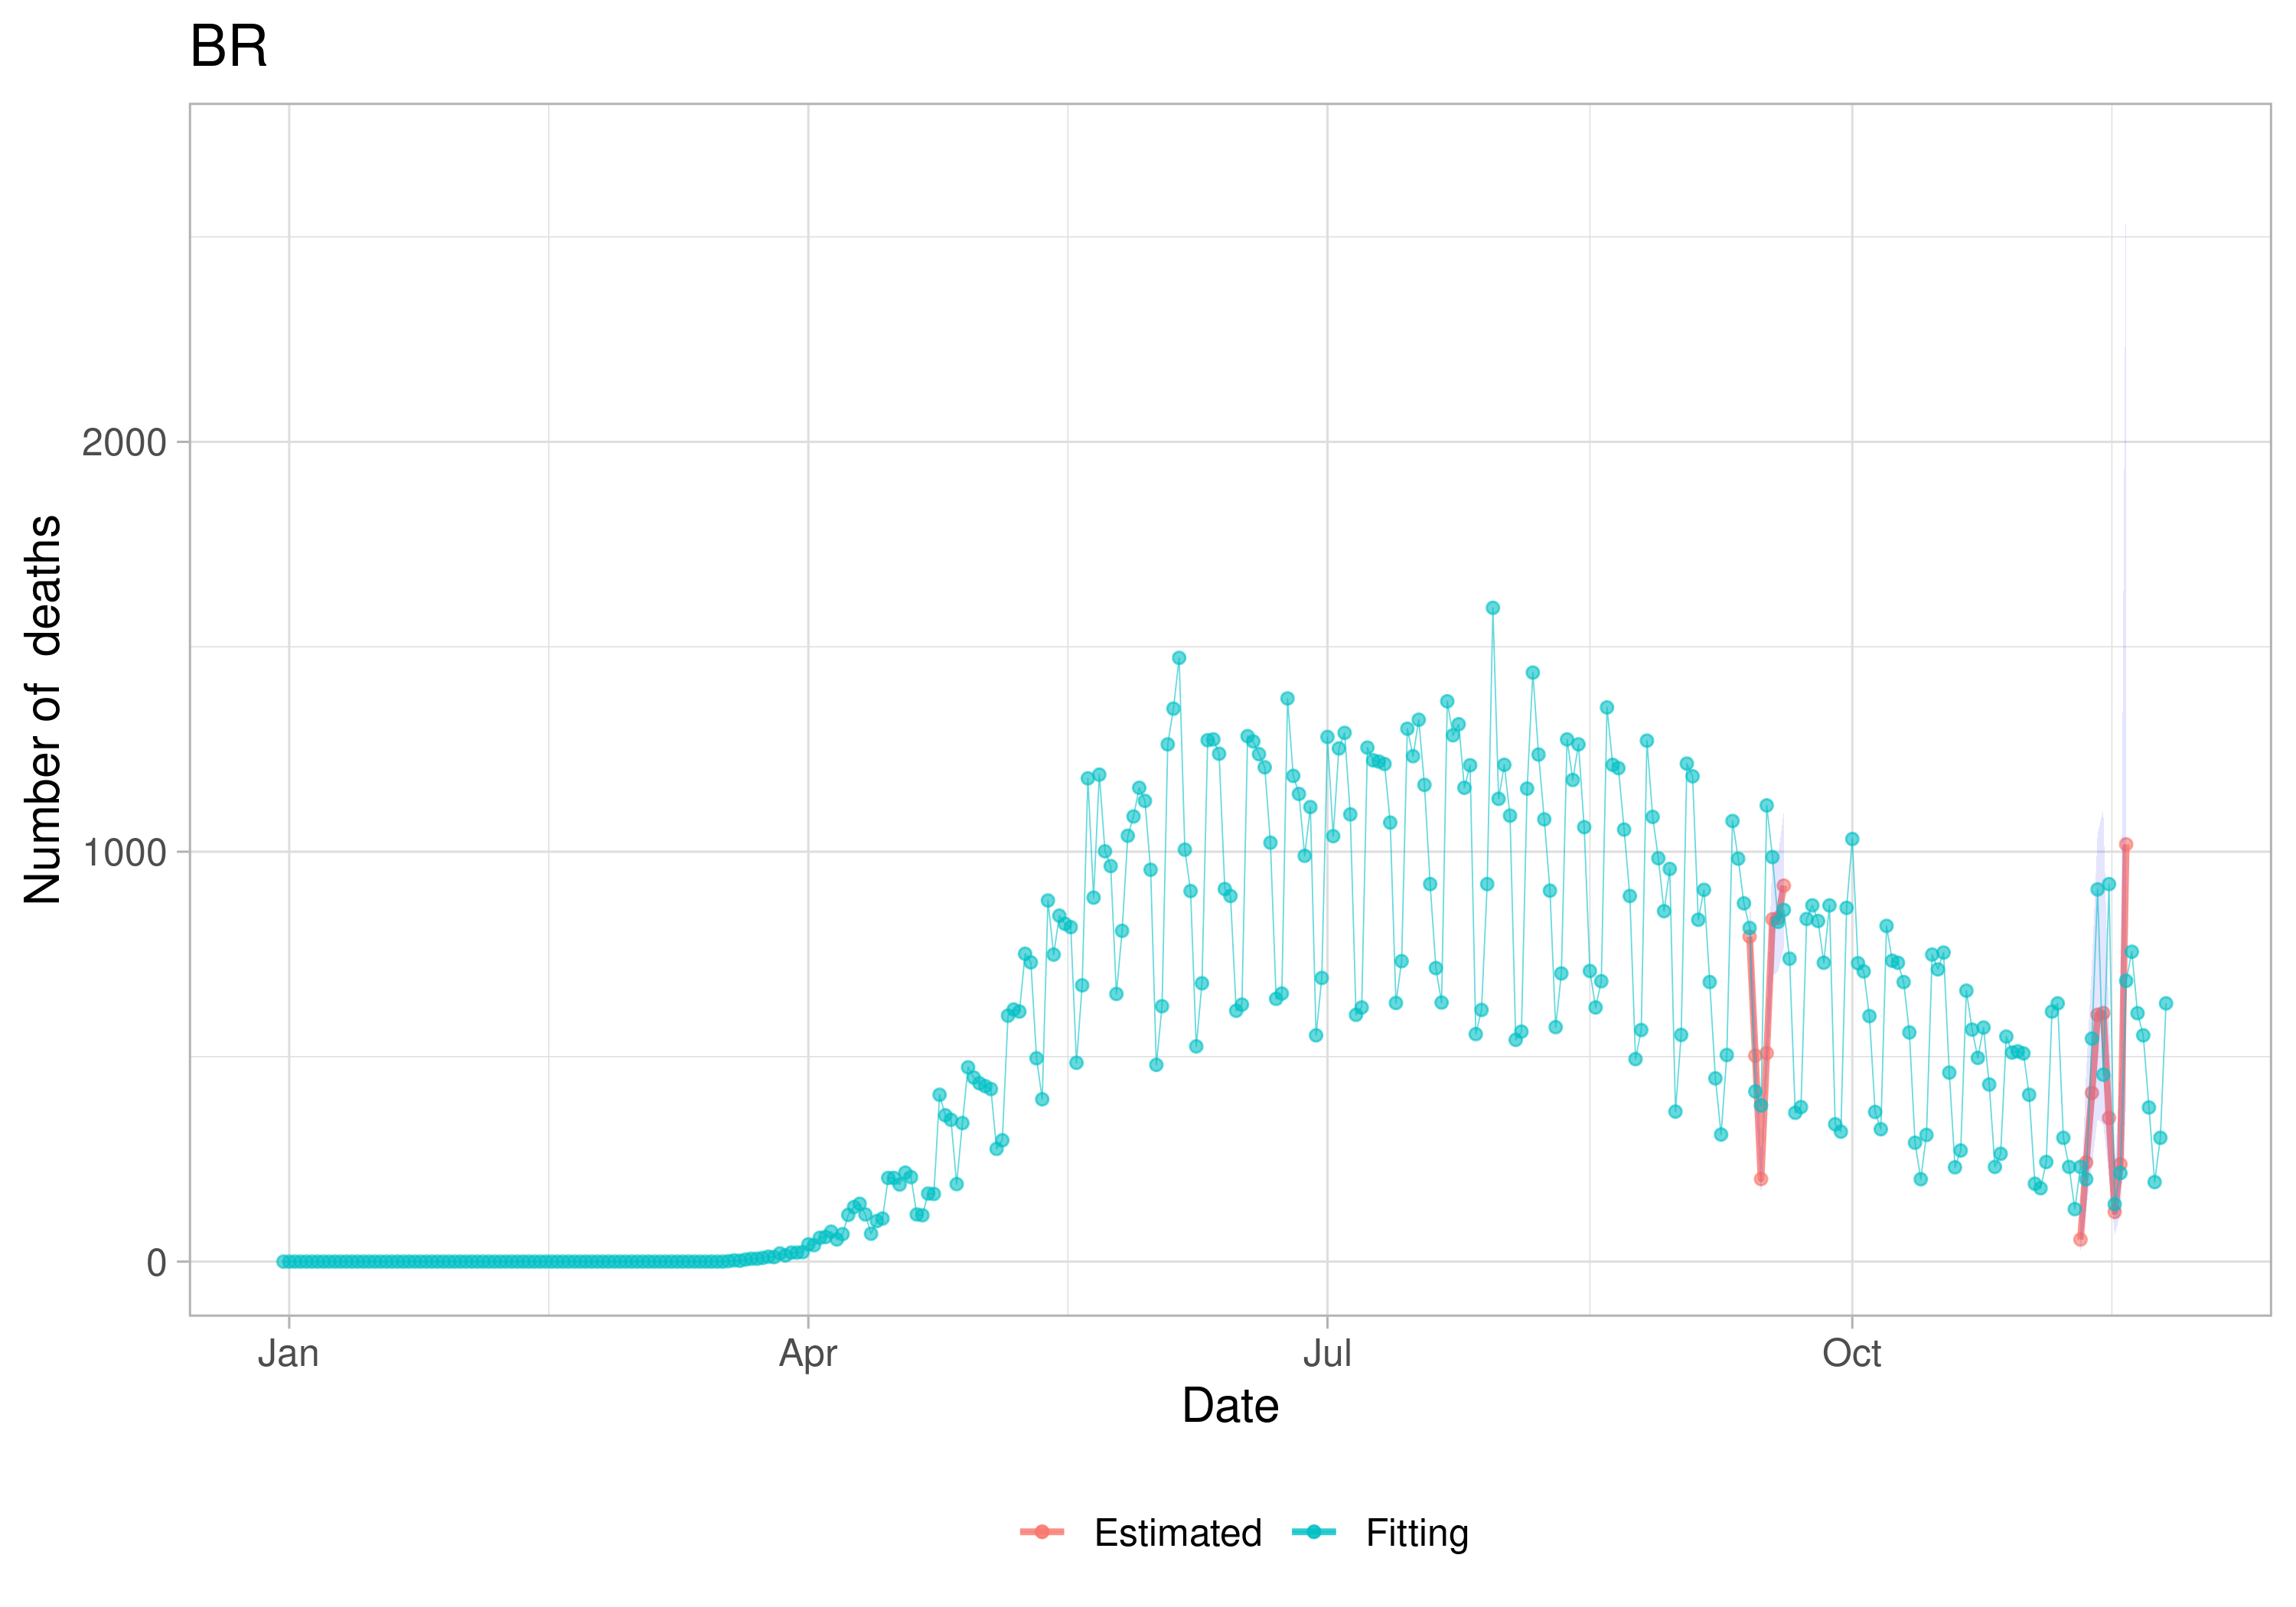 BR
2000
1000
0
Number of deaths
Jan Apr Jul Oct
Date
Estimated Fitting